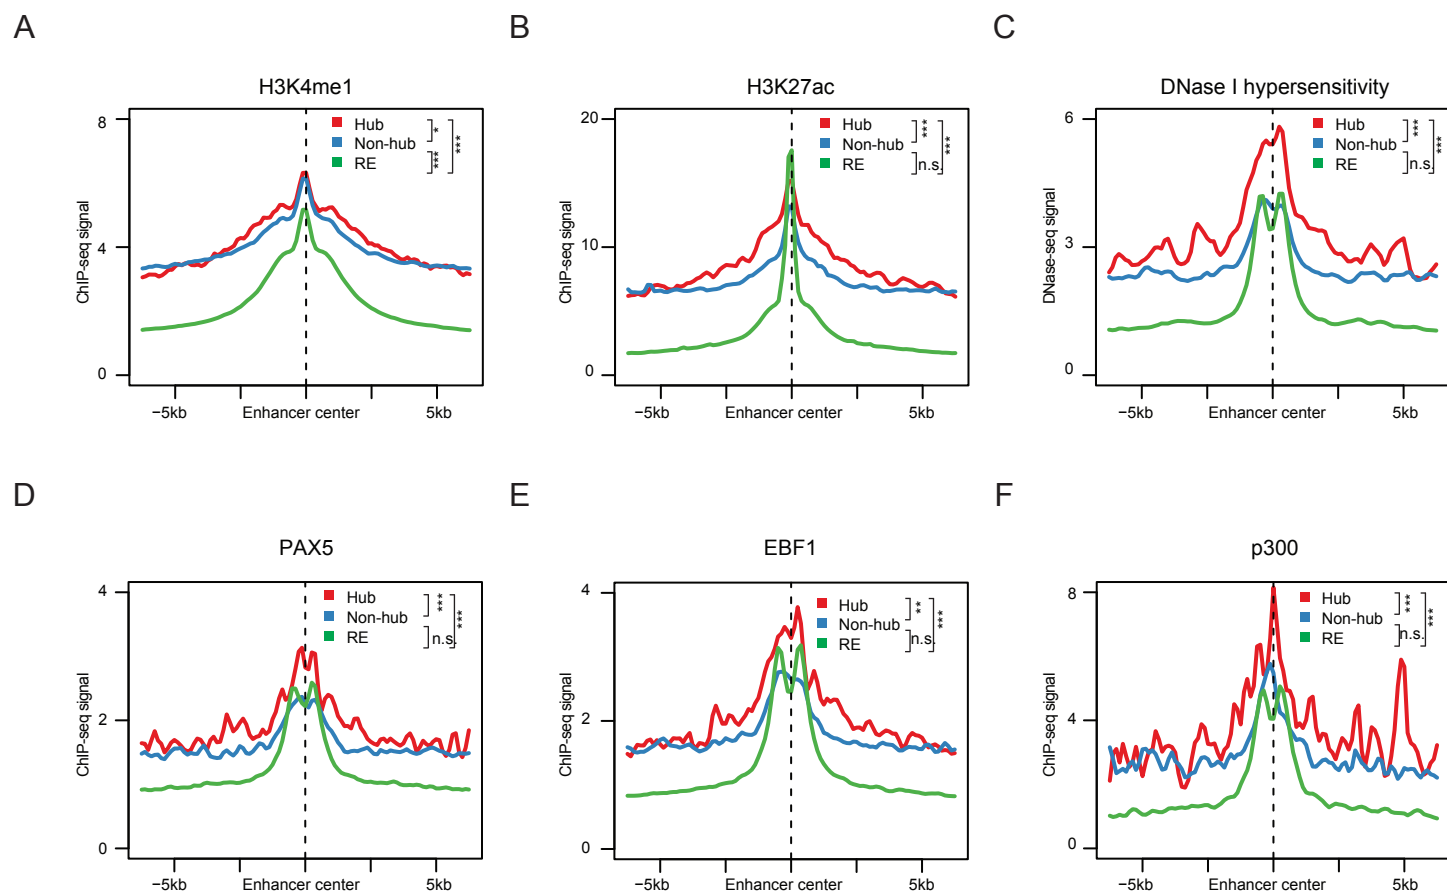 A
B
C
H3K4me1
H3K27ac
DNase I hypersensitivity
8
4
0
ChIP-seq signal
Hub
Non-hub
RE
*
***
***
−5kb
Enhancer center
5kb
20
10
0
ChIP-seq signal
Hub
Non-hub
RE
***
***
n.s.
−5kb
Enhancer center
5kb
6
3
0
DNase-seq signal
Hub
Non-hub
RE
***
***
n.s.
−5kb
Enhancer center
5kb
D
E
F
PAX5
EBF1
p300
4
2
0
ChIP-seq signal
Hub
Non-hub
RE
***
***
n.s.
−5kb
Enhancer center
5kb
4
2
0
ChIP-seq signal
Hub
Non-hub
RE
**
***
n.s.
−5kb
Enhancer center
5kb
8
4
0
ChIP-seq signal
Hub
Non-hub
RE
***
***
n.s.
−5kb
Enhancer center
5kb